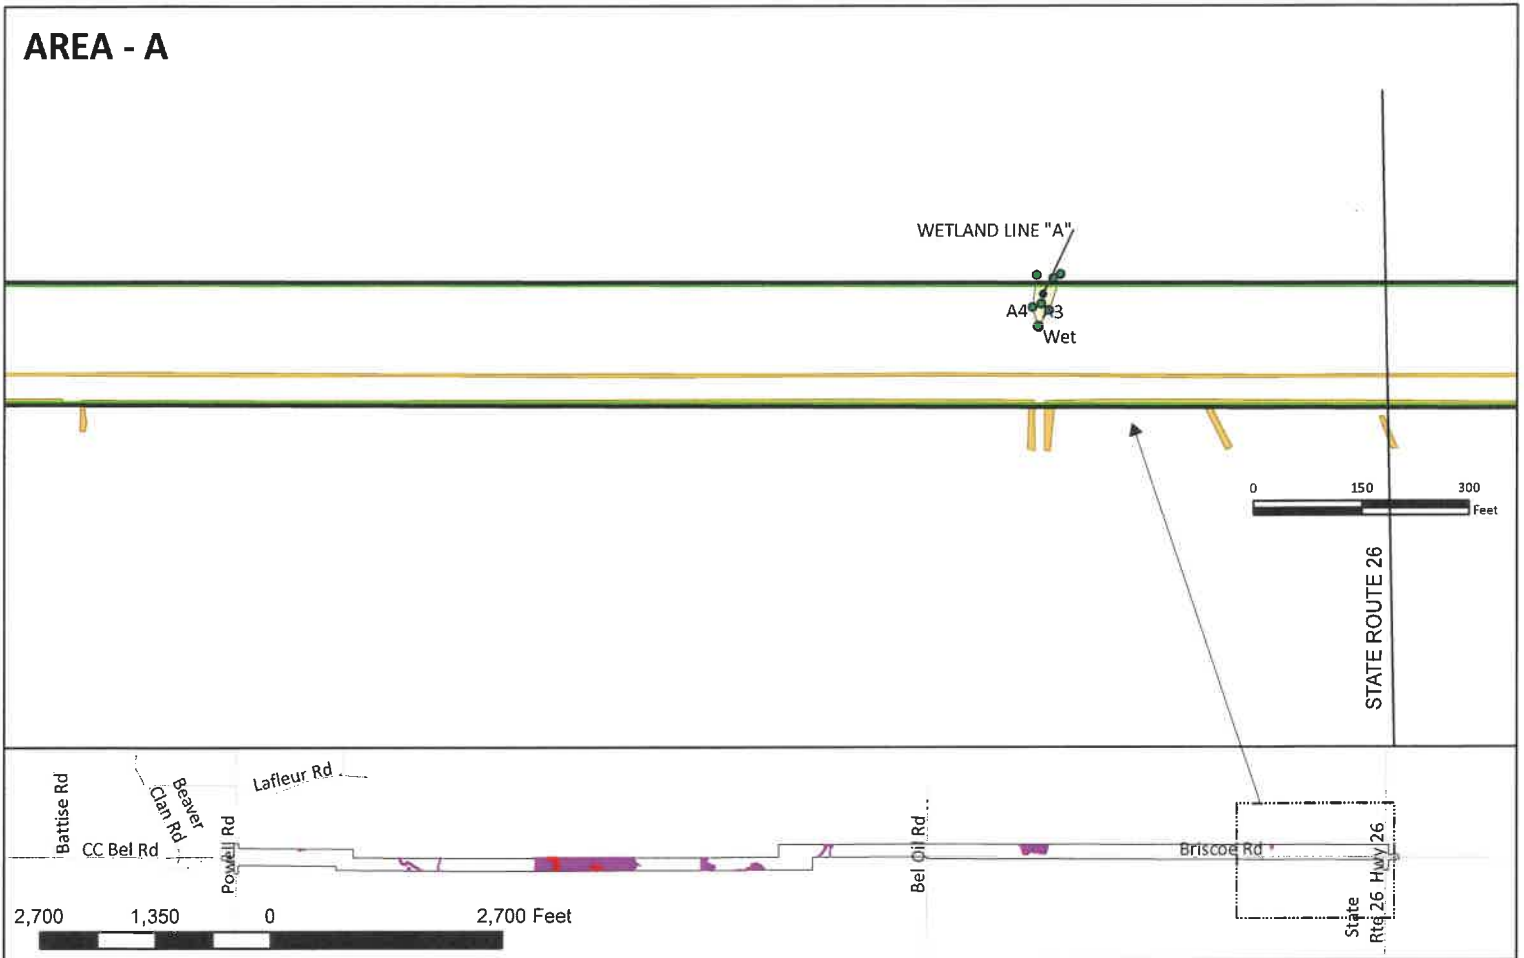 AREA - A
WETLAND LINE "A"
A4
Wet
0 150 300
Feet
STATE ROUTE 26
Battise Rd
Beaver
Clan Rd
Lafleur Rd
CC Bel Rd
Powell Rd
Bel Oil Rd
Briscoe Rd
State
Rte 26 Hwy 26
2,700 1,350 0 2,700 Feet